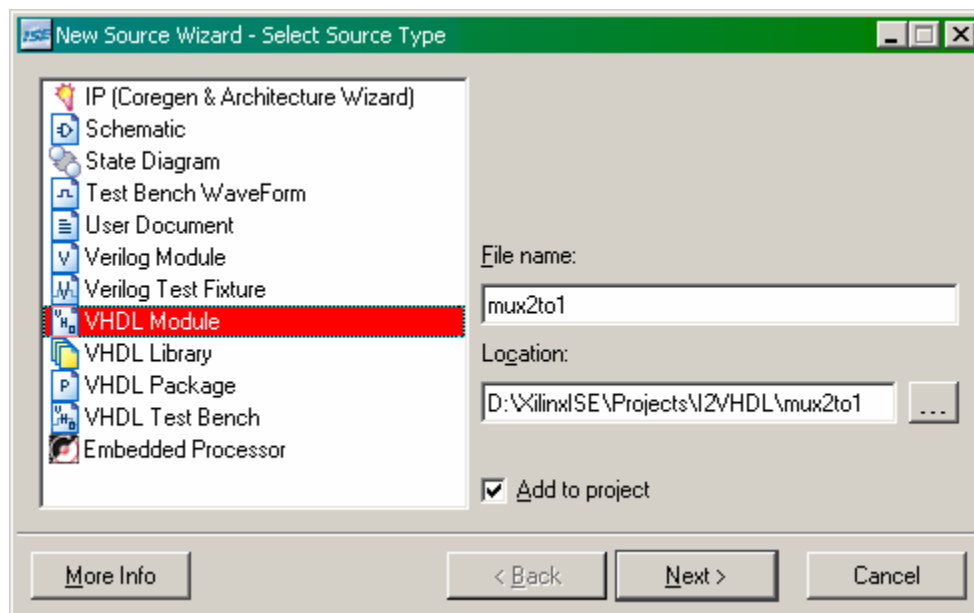 ISE New Source Wizard - Select Source Type
IP (Coregen & Architecture Wizard)
Schematic
State Diagram
Test Bench WaveForm
User Document
Verilog Module
Verilog Test Fixture
VHDL Module
VHDL Library
VHDL Package
VHDL Test Bench
Embedded Processor
File name:
mux2to1
Location:
D:\XilinxISE\Projects\I2VHDL\mux2to1
...
Add to project
More Info
< Back
Next >
Cancel